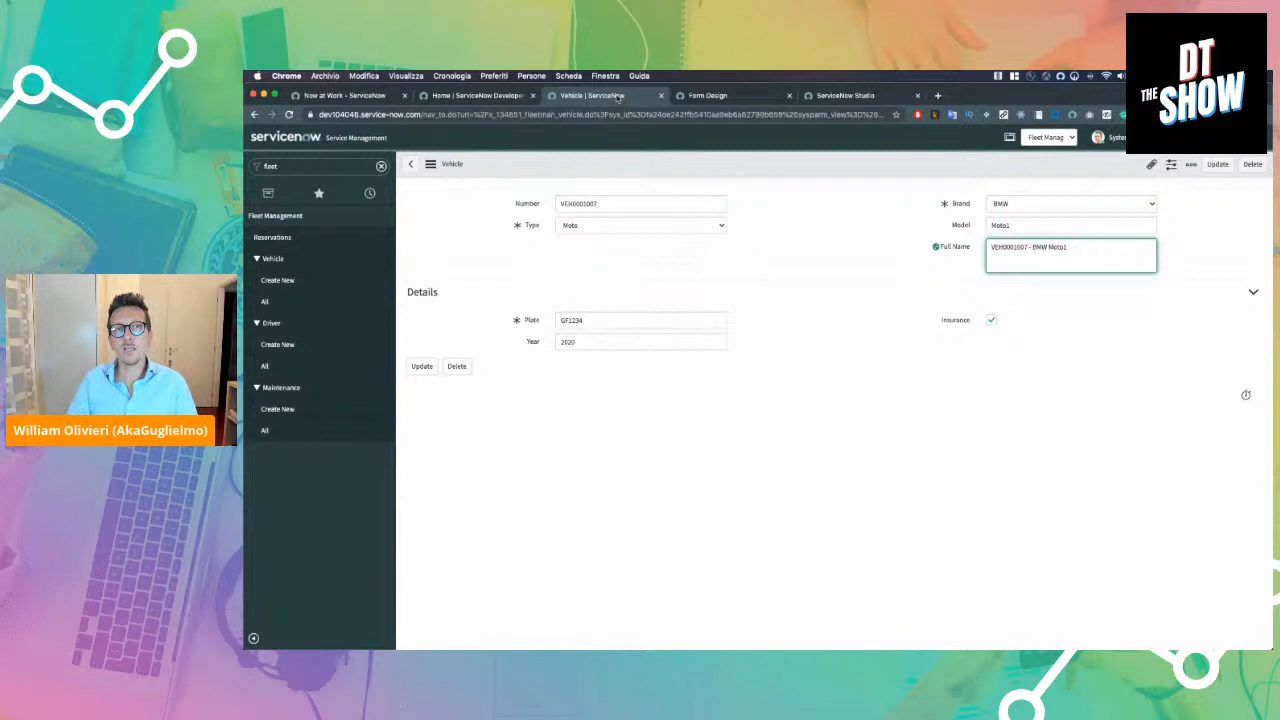 DT
THE
SHOW
Chrome Archivio Modifica Visualizza Cronologia Preferiti Persone Scheda Finestra Guida
Now at Work - ServiceNow
Home | ServiceNow Developer
Vehicle | ServiceNow
Form Design
ServiceNow Studio
servicenow Service Management
Fleet Manag
Syste
fleet
Vehicle
Update
Delete
Fleet Management
Reservations
Vehicle
Create New
All
Driver
Create New
All
Maintenance
Create New
All
Number VEH0001007
Brand BMW
Type Moto
Model Moto1
Full Name VEH0001007 - BMW Moto1
Details
Plate GF1234
Insurance
Year 2020
Update
Delete
William Olivieri (AkaGuglielmo)